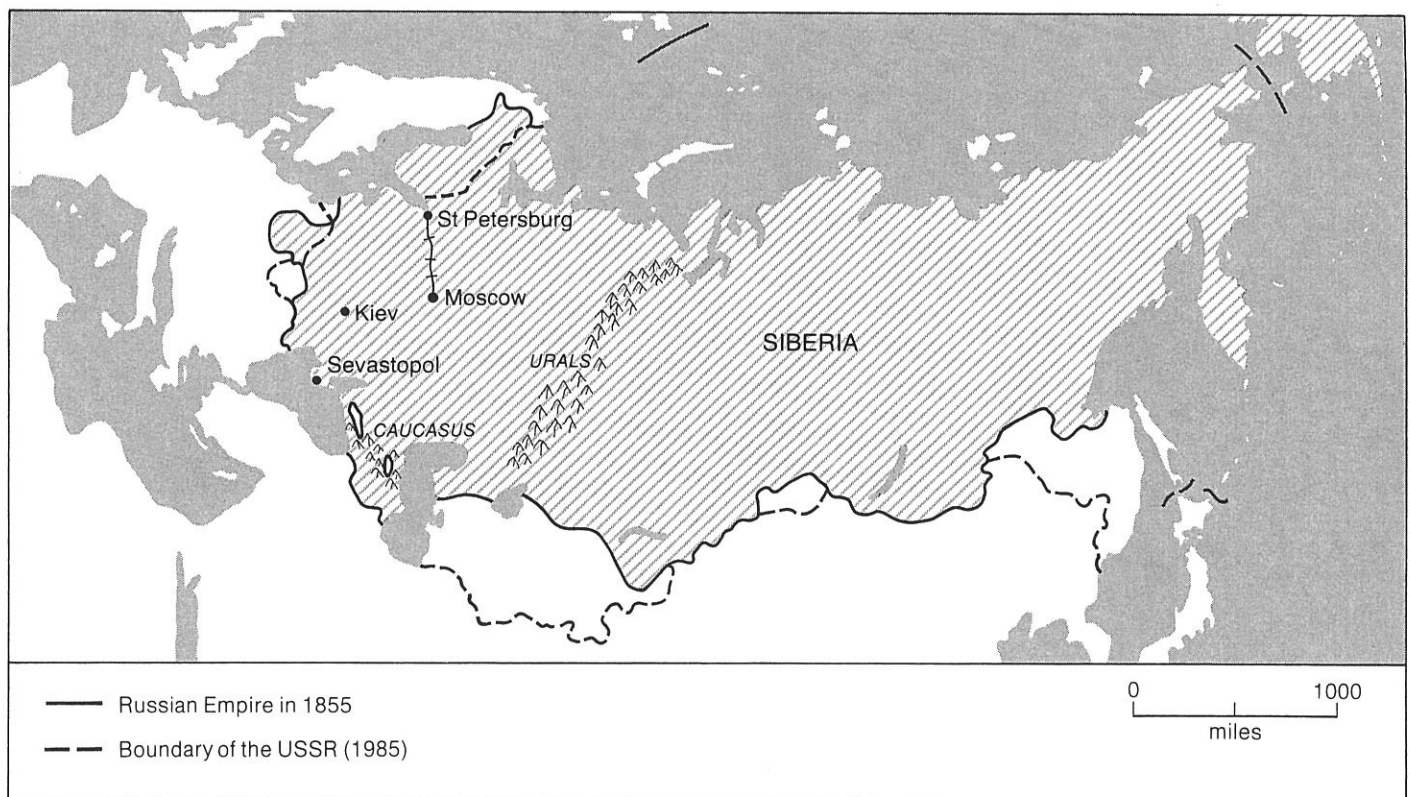 St Petersburg
Moscow
Kiev
SIBERIA
URALS
Sevastopol
CAUCASUS
Russian Empire in 1855
Boundary of the USSR (1985)
0 1000
miles